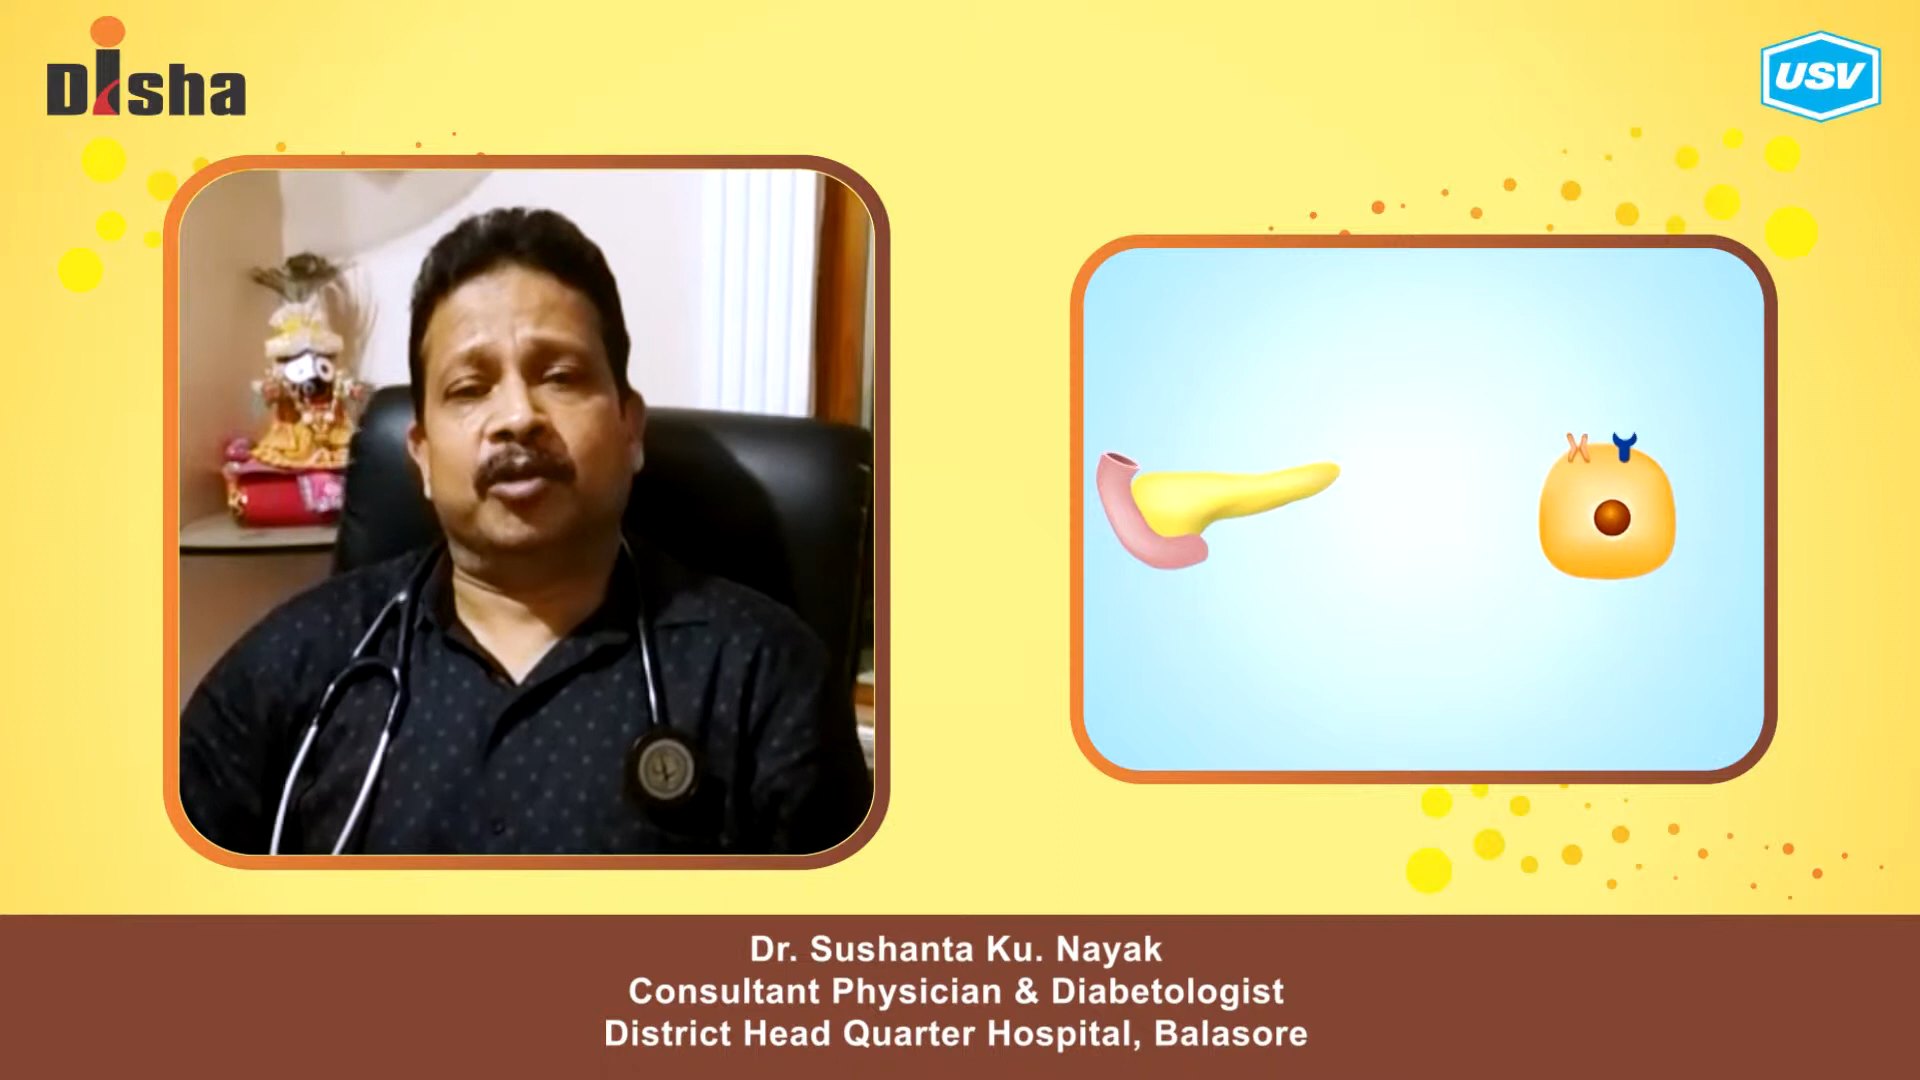 Disha
USV
Dr. Sushanta Ku. Nayak
Consultant Physician & Diabetologist
District Head Quarter Hospital, Balasore